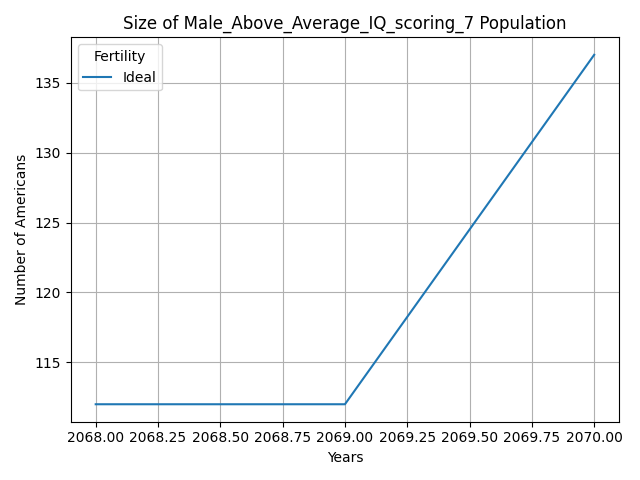 Size of Male_Above_Average_IQ_scoring_7 Population
Fertility
Ideal
Number of Americans
135
130
125
120
115
2068.00 2068.25 2068.50 2068.75 2069.00 2069.25 2069.50 2069.75 2070.00
Years